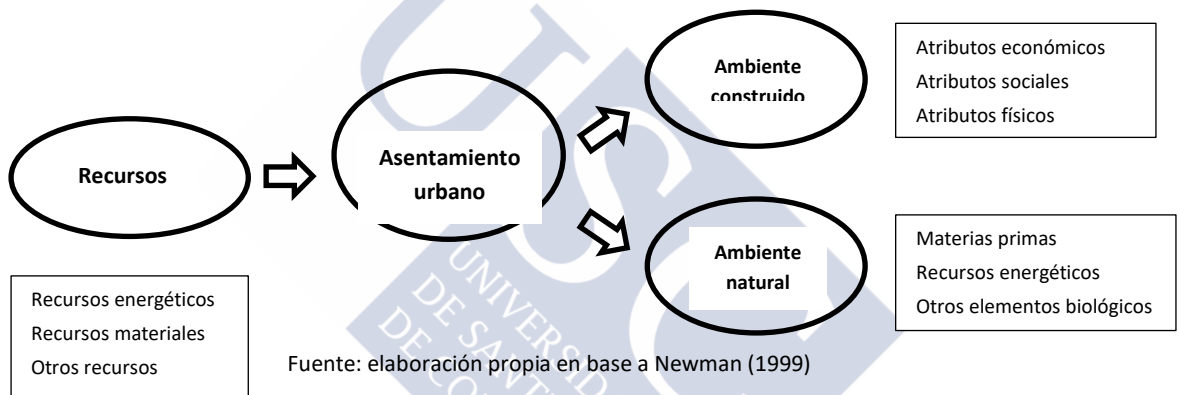 Recursos
Recursos energéticos
Recursos materiales
Otros recursos
Asentamiento
urbano
Ambiente
construido
Atributos económicos
Atributos sociales
Atributos físicos
Ambiente
natural
Materias primas
Recursos energéticos
Otros elementos biológicos
Fuente: elaboración propia en base a Newman (1999)
USC